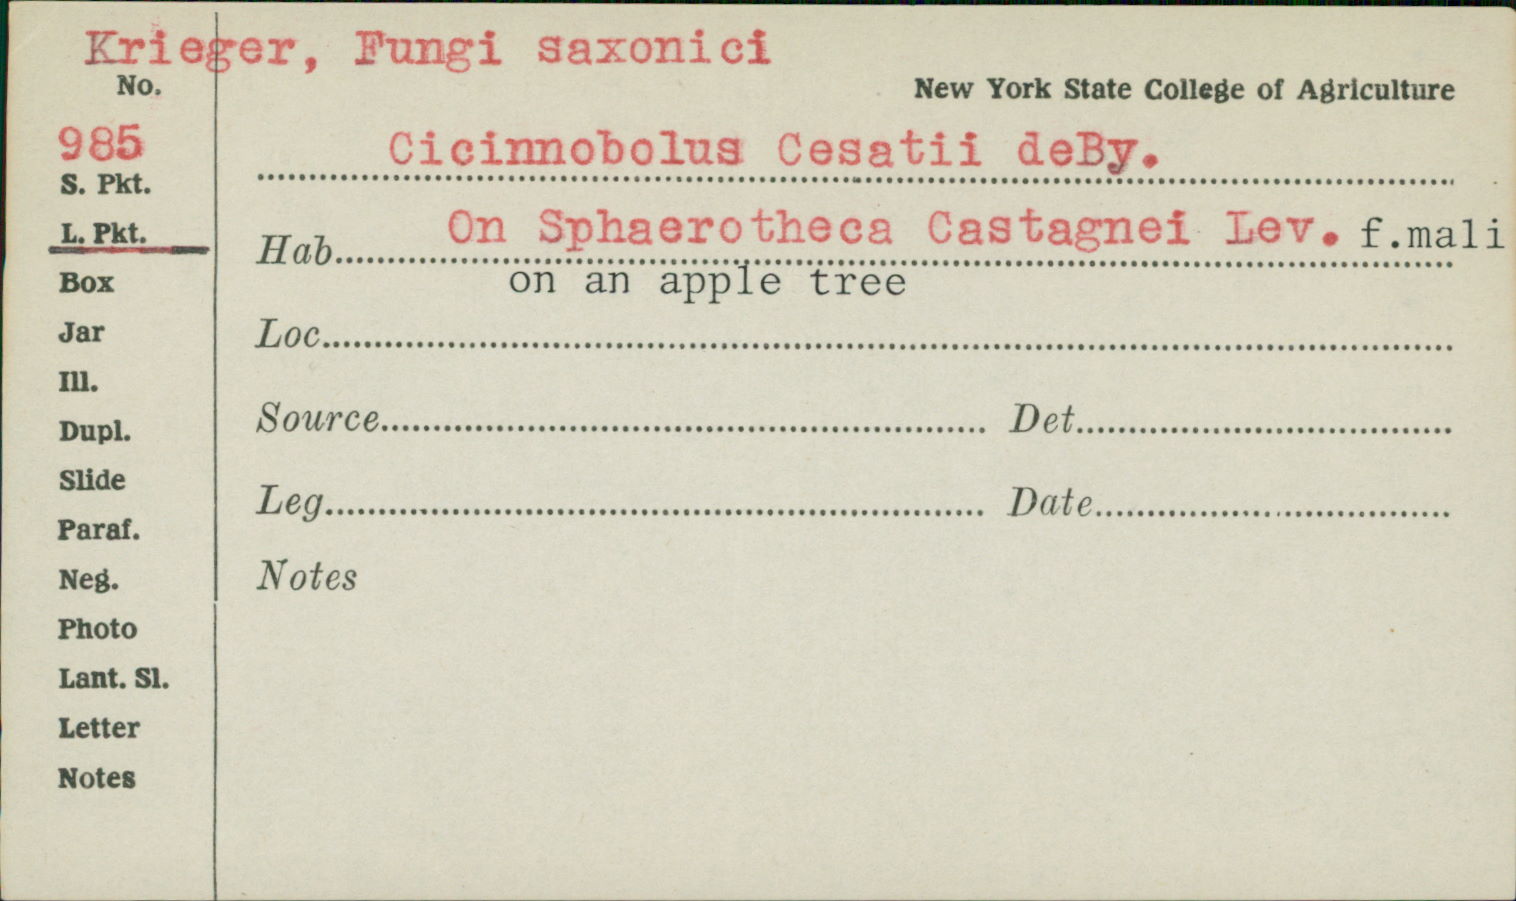 Krieger, Fungi saxonici
No.
New York State College of Agriculture
985
Cicinnobolus Cesatii deBy.
S. Pkt.
L. Pkt.
Hab. On Sphaerotheca Castagnei Lev. f.mali
on an apple tree
Box
Jar
Loc.
Ill.
Dupl.
Source Det.
Slide
Leg. Date
Paraf.
Neg.
Notes
Photo
Lant. Sl.
Letter
Notes